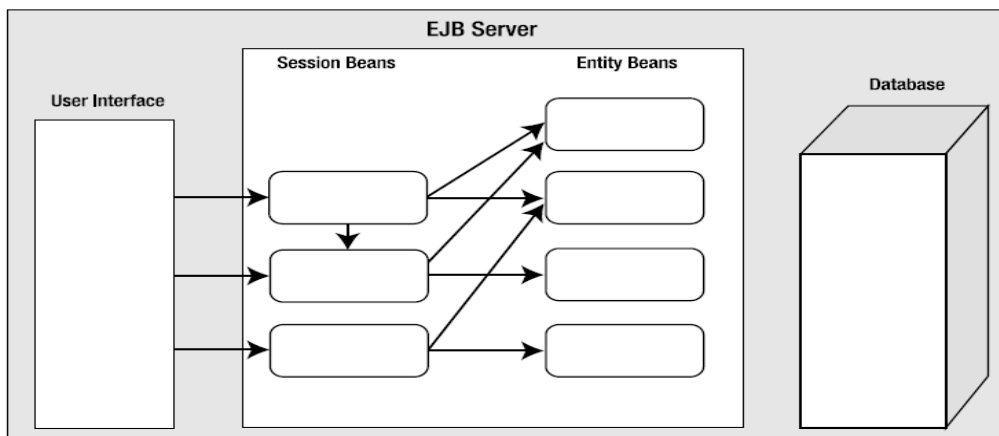 EJB Server
Session Beans
Entity Beans
User Interface
Database